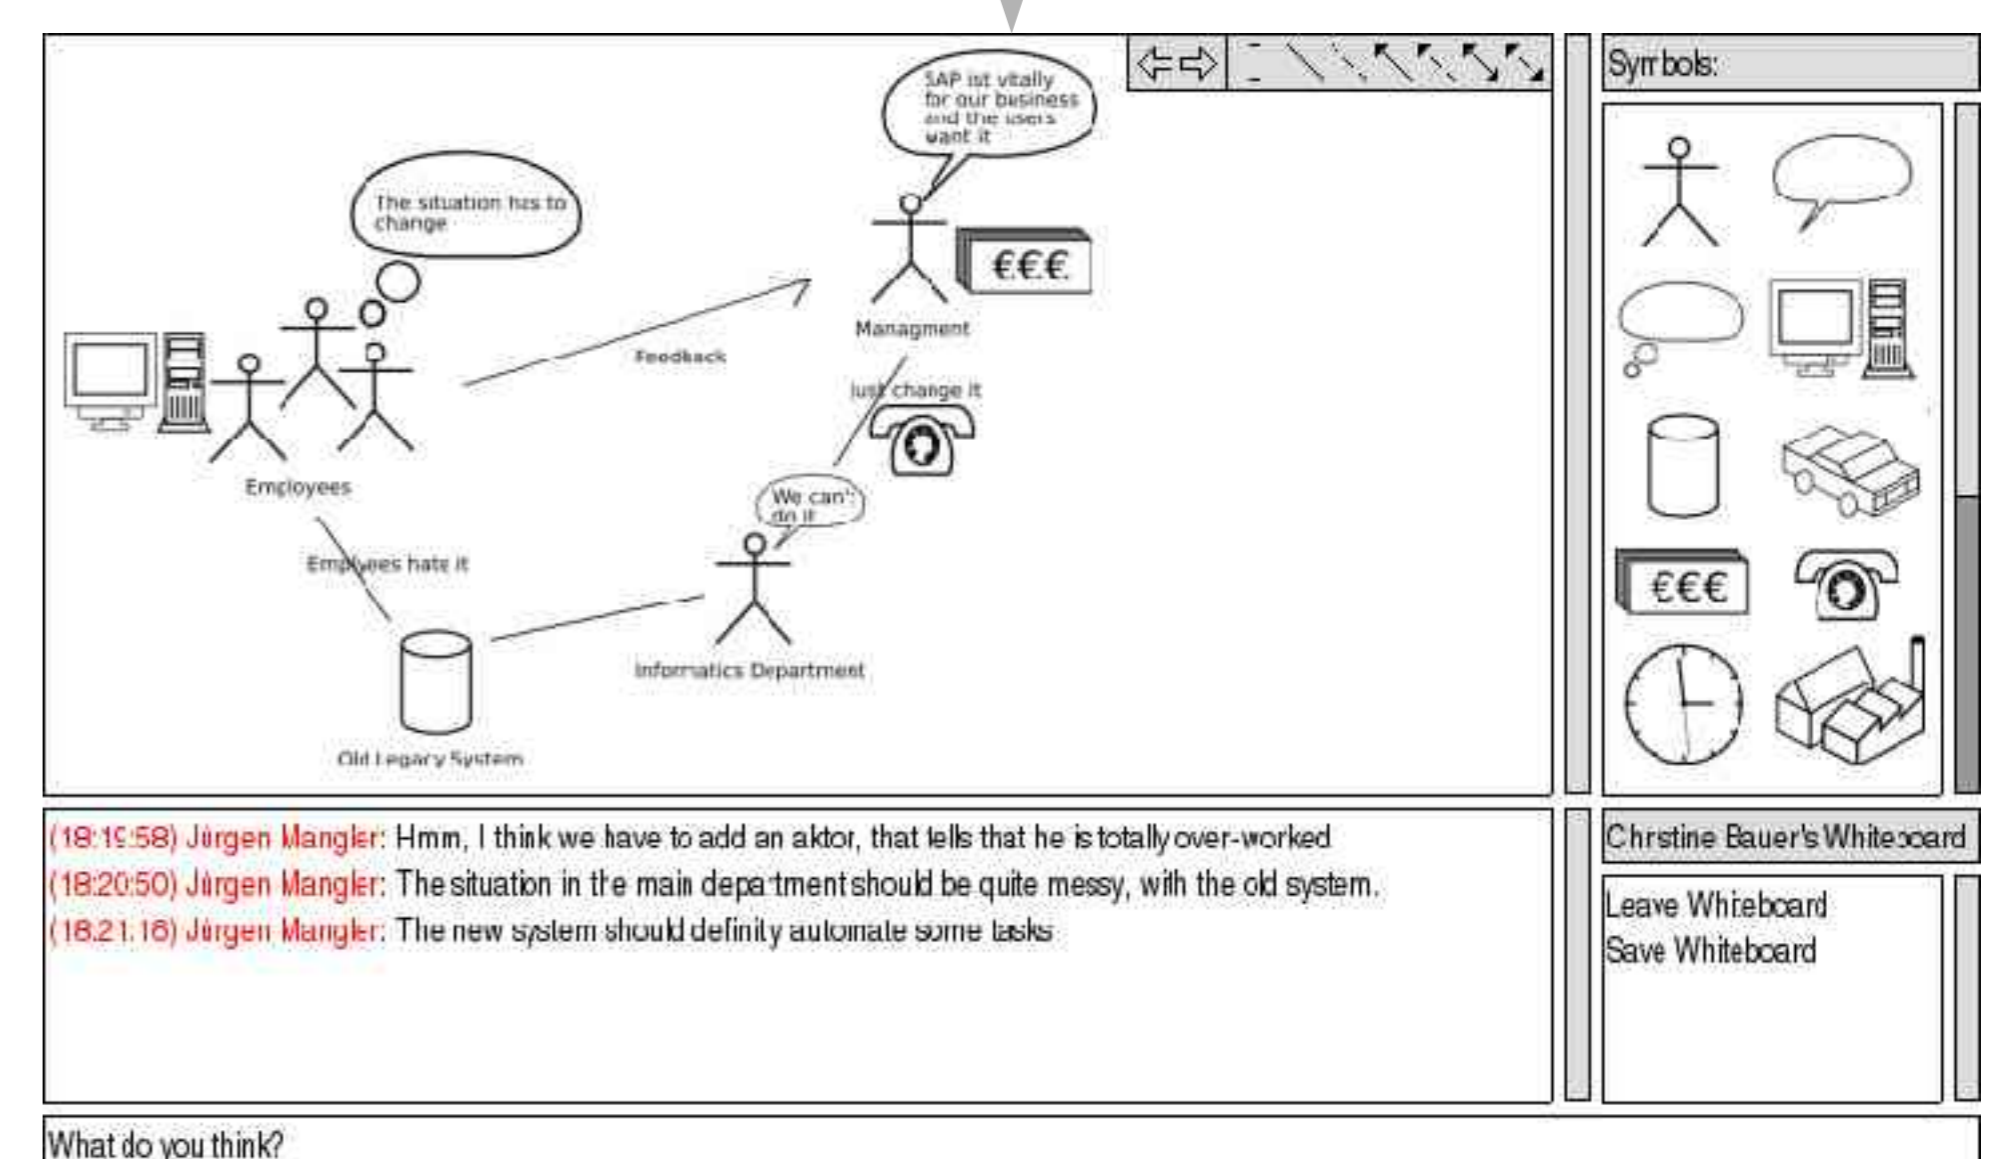 SAP ist vitally
for our business
and the users
want it
Symbols:
The situation has to
change
€€€
Managment
Feedback
Just change it
Employees
We can't
do it
Emplyees hate it
€€€
Informatics Department
Old Legacy System
(18:19:58) Jürgen Mangler: Hmm, I think we have to add an aktor, that tells that he is totally over-worked
(18:20:50) Jürgen Mangler: The situation in the main department should be quite messy, with the old system.
(18:21:16) Jürgen Mangler: The new system should definitly automate some tasks
Christine Bauer's Whiteboard
Leave Whiteboard
Save Whiteboard
What do you think?